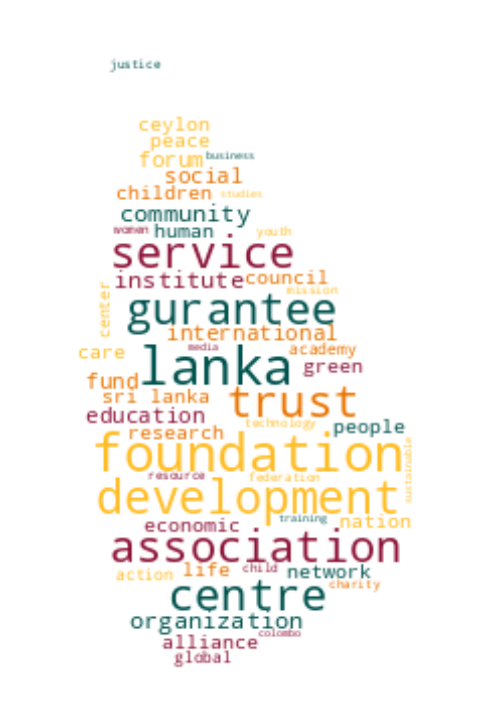 justice
ceylon
peace
forum business
social
children studies
community
women human youth
service
institute council
mission
center
gurantee
international
media academy
care lanka green
fund
sri lanka trust
education technology people
research
foundation
sustainable
resource federation
development
training nation
economic
association
action life child network
charity
centre
organization
colombo
alliance
global